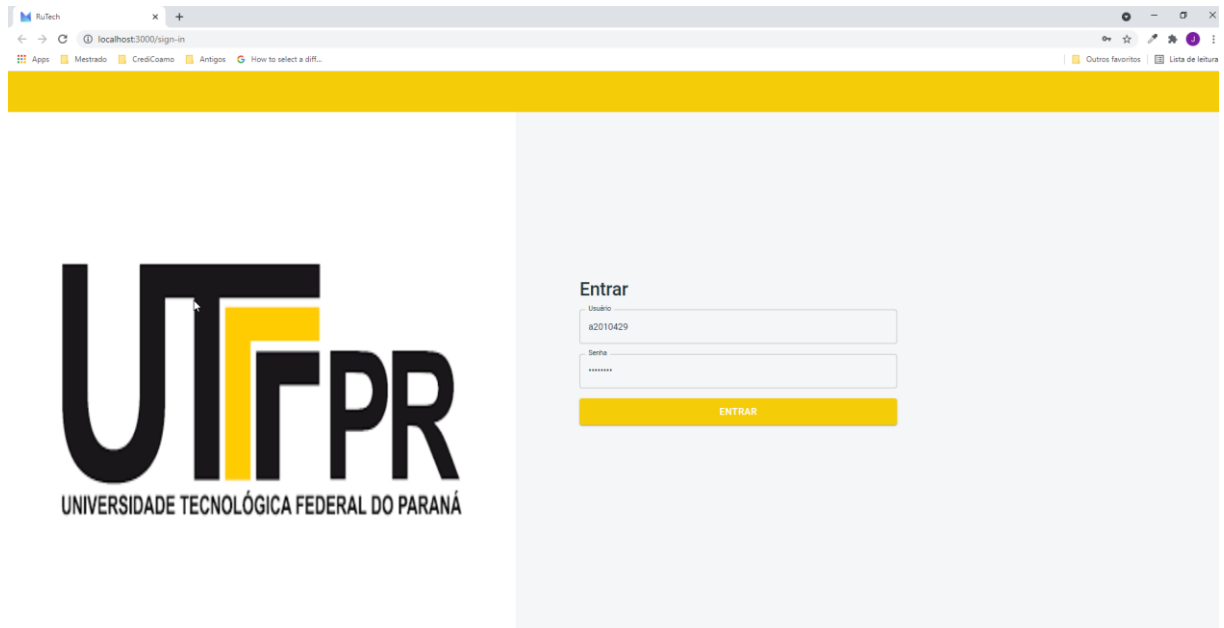 RuTech
localhost:3000/sign-in
Apps Mestrado CrediCoamo Antigos How to select a diff... Outros favoritos Lista de leitura
J
UTFPR
UNIVERSIDADE TECNOLÓGICA FEDERAL DO PARANÁ
Entrar
Usuário
a2010429
Senha
••••••••
ENTRAR